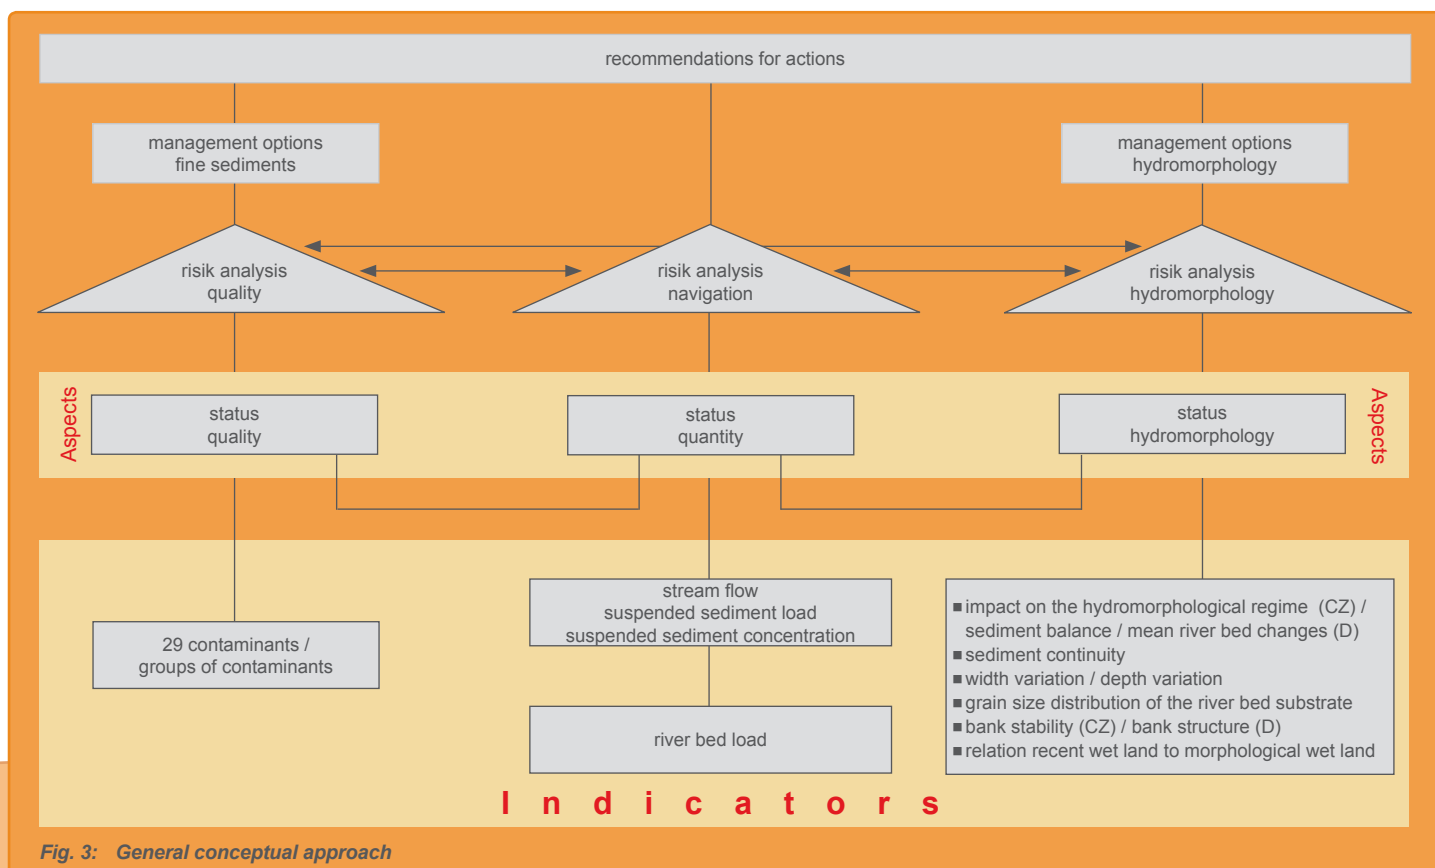 recommendations for actions
management options
fine sediments
management options
hydromorphology
risik analysis
quality
risik analysis
navigation
risik analysis
hydromorphology
Aspects
status
quality
status
quantity
status
hydromorphology
Aspects
29 contaminants /
groups of contaminants
stream flow
suspended sediment load
suspended sediment concentration
river bed load
▪ impact on the hydromorphological regime (CZ) /
sediment balance / mean river bed changes (D)
▪ sediment continuity
▪ width variation / depth variation
▪ grain size distribution of the river bed substrate
▪ bank stability (CZ) / bank structure (D)
▪ relation recent wet land to morphological wet land
Indicators
Fig. 3: General conceptual approach